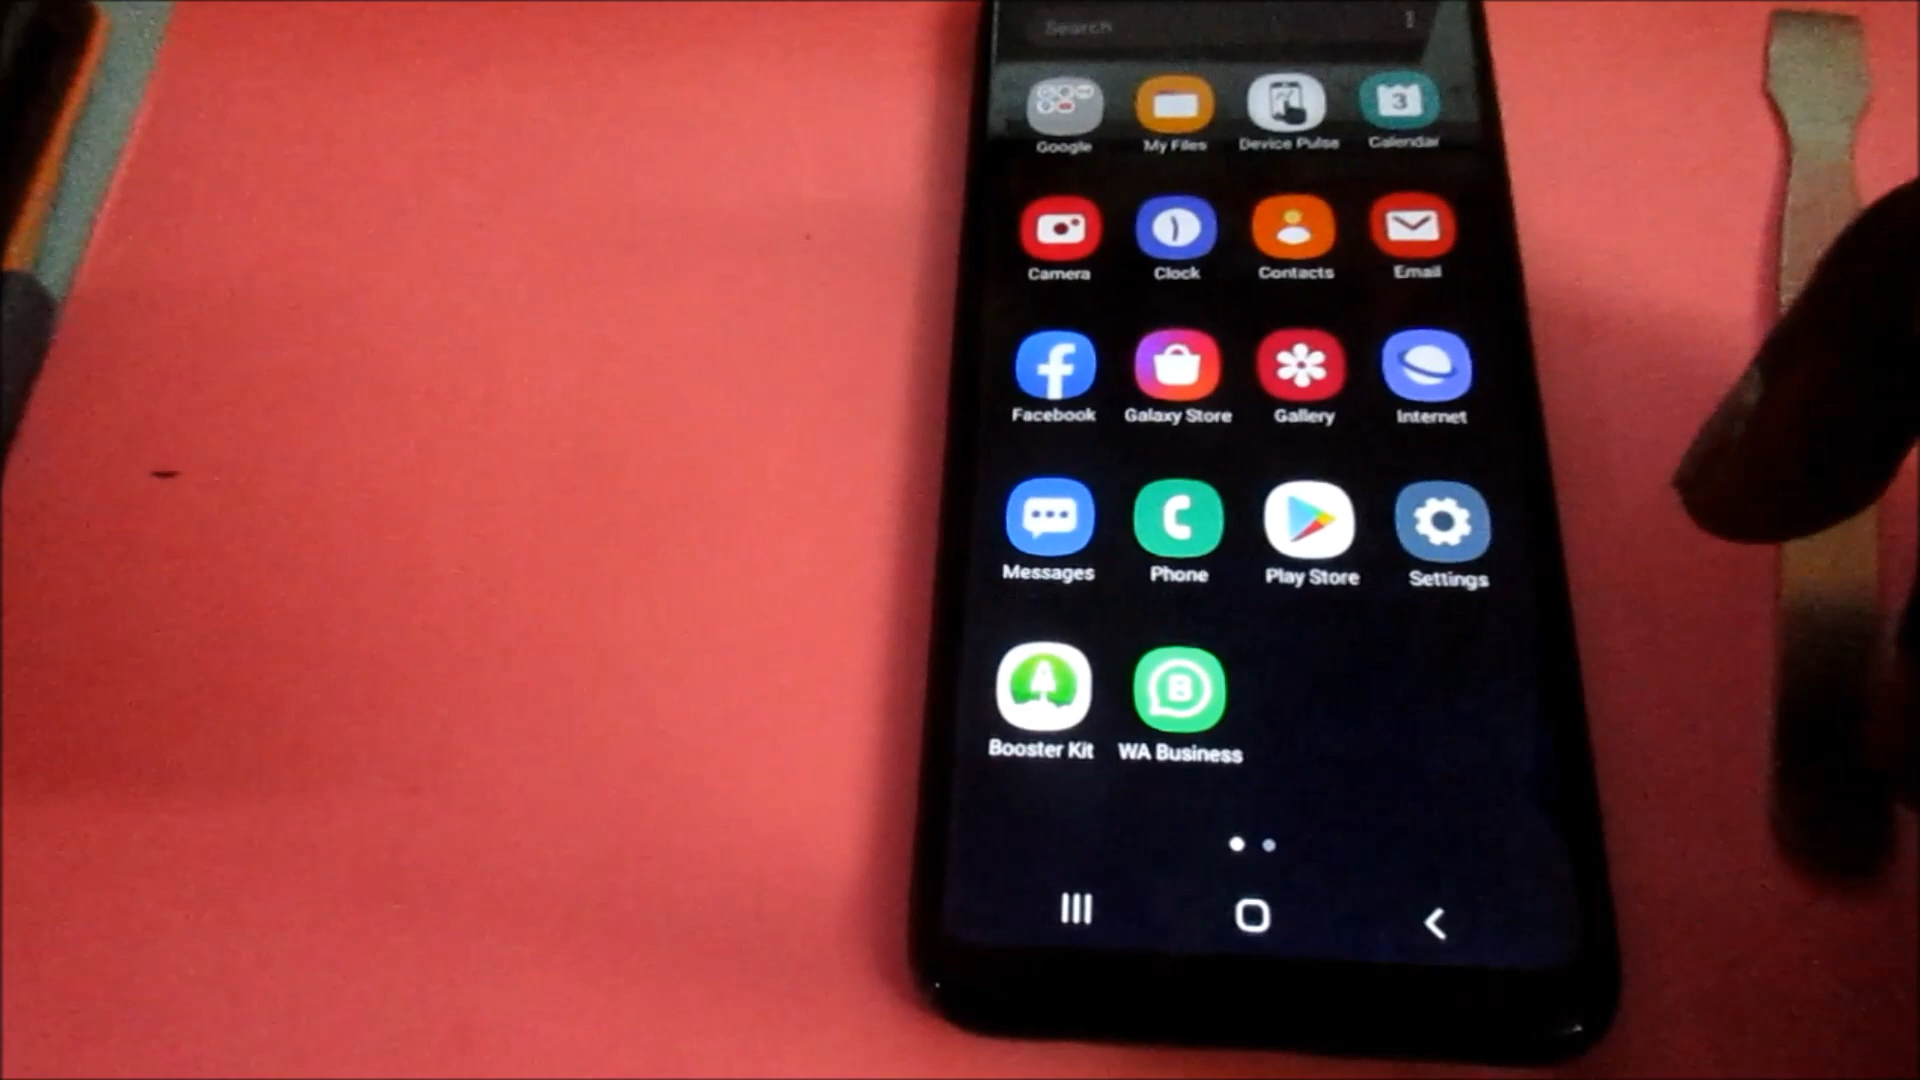 Search
3
Google
My Files
Device Pulse
Calendar
Camera
Clock
Contacts
Email
Facebook
Galaxy Store
Gallery
Internet
Messages
Phone
Play Store
Settings
Booster Kit
WA Business